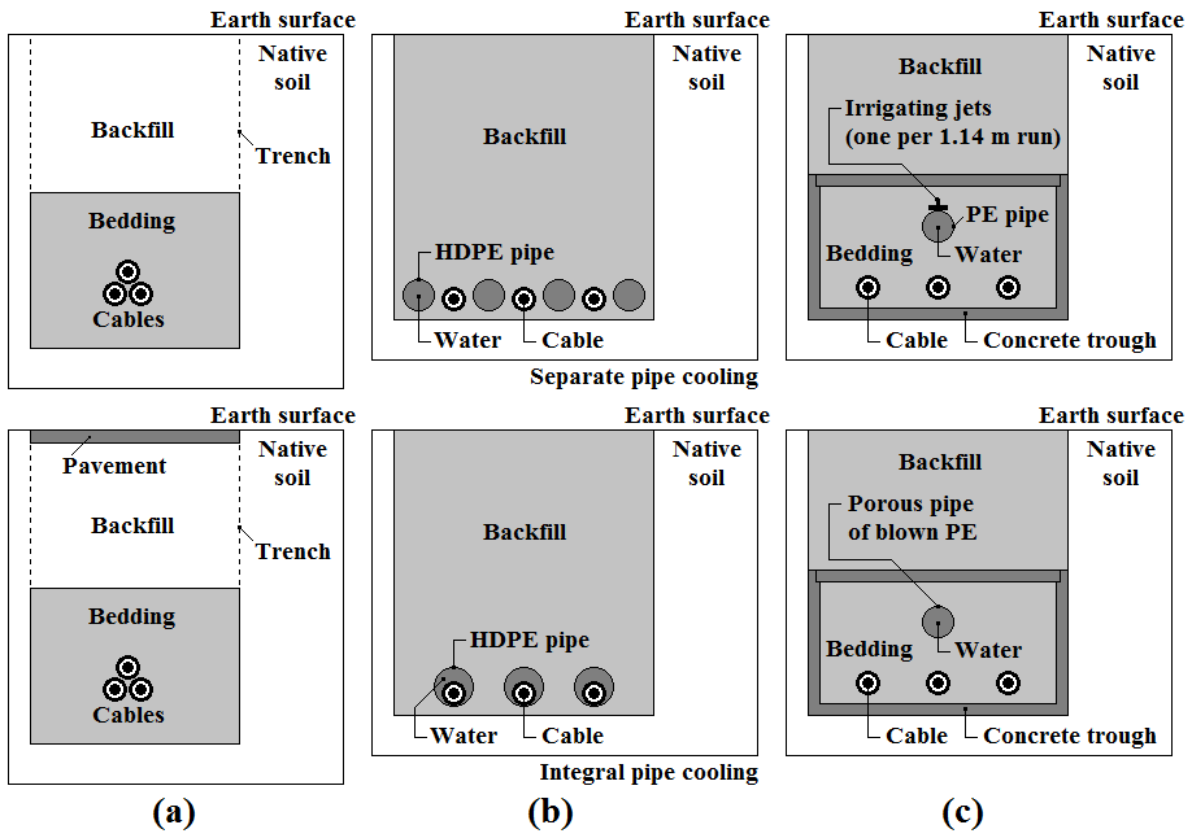 Earth surface
Native
soil
Backfill
Trench
Bedding
Cables
Earth surface
Native
soil
Backfill
HDPE pipe
Water
Cable
Separate pipe cooling
Earth surface
Native
soil
Backfill
Irrigating jets
(one per 1.14 m run)
PE pipe
Water
Bedding
Cable
Concrete trough
Earth surface
Native
soil
Pavement
Backfill
Trench
Bedding
Cables
Earth surface
Native
soil
Backfill
HDPE pipe
Water
Cable
Integral pipe cooling
Earth surface
Native
soil
Backfill
Porous pipe
of blown PE
Bedding
Water
Cable
Concrete trough
(a)
(b)
(c)